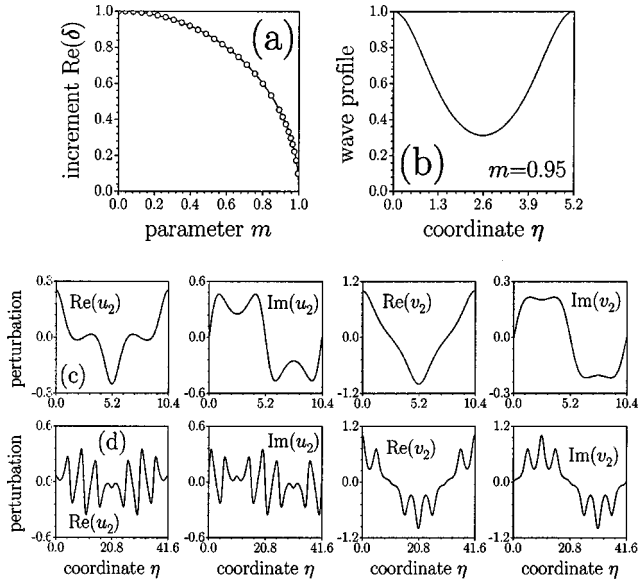 increment Re(δ)
1.0
0.8
0.6
0.4
0.2
0.0
(a)
0.0 0.2 0.4 0.6 0.8 1.0
parameter m
wave profile
1.0
0.8
0.6
0.4
0.2
0.0
(b)
m=0.95
0.0 1.3 2.6 3.9 5.2
coordinate η
perturbation
0.3
0.0
-0.3
Re(u₂)
(c)
0.0 5.2 10.4
0.6
0.0
-0.6
Im(u₂)
0.0 5.2 10.4
1.2
0.0
-1.2
Re(v₂)
0.0 5.2 10.4
0.3
0.0
-0.3
Im(v₂)
0.0 5.2 10.4
perturbation
0.6
0.0
-0.6
(d)
Re(u₂)
0.0 20.8 41.6
coordinate η
0.6
0.0
-0.6
Im(u₂)
0.0 20.8 41.6
coordinate η
1.2
0.0
-1.2
Re(v₂)
0.0 20.8 41.6
coordinate η
1.2
0.0
-1.2
Im(v₂)
0.0 20.8 41.6
coordinate η